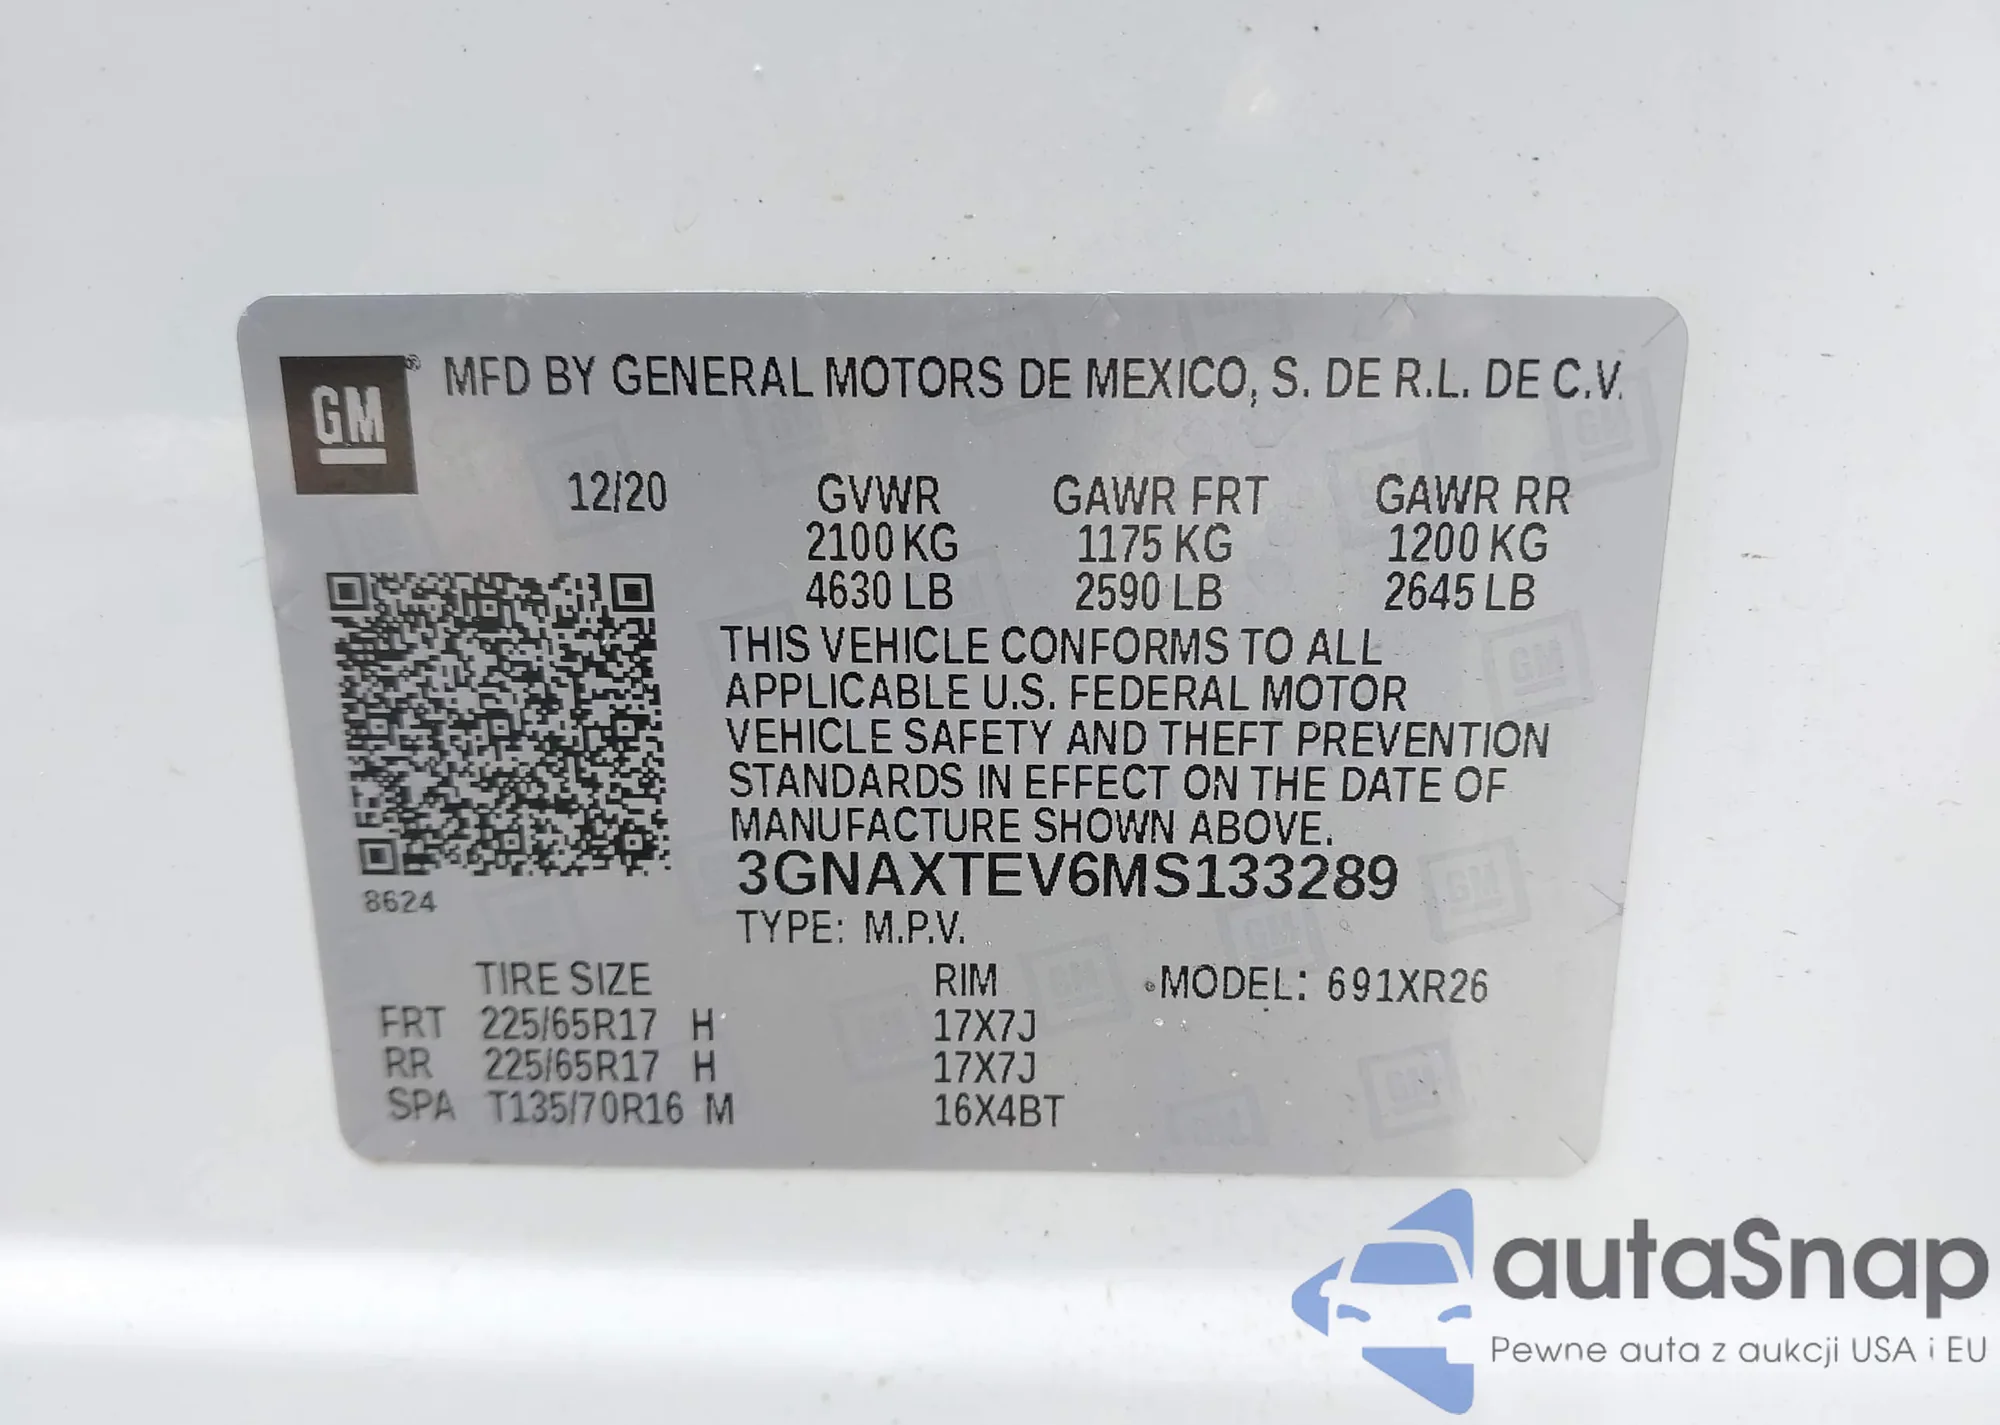 GM ® MFD BY GENERAL MOTORS DE MEXICO, S. DE R.L. DE C.V.
12/20 GVWR GAWR FRT GAWR RR
2100 KG 1175 KG 1200 KG
4630 LB 2590 LB 2645 LB
THIS VEHICLE CONFORMS TO ALL
APPLICABLE U.S. FEDERAL MOTOR
VEHICLE SAFETY AND THEFT PREVENTION
STANDARDS IN EFFECT ON THE DATE OF
MANUFACTURE SHOWN ABOVE.
3GNAXTEV6MS133289
8624
TYPE: M.P.V.
TIRE SIZE RIM MODEL: 691XR26
FRT 225/65R17 H 17X7J
RR 225/65R17 H 17X7J
SPA T135/70R16 M 16X4BT
autaSnap
Pewne auta z aukcji USA i EU